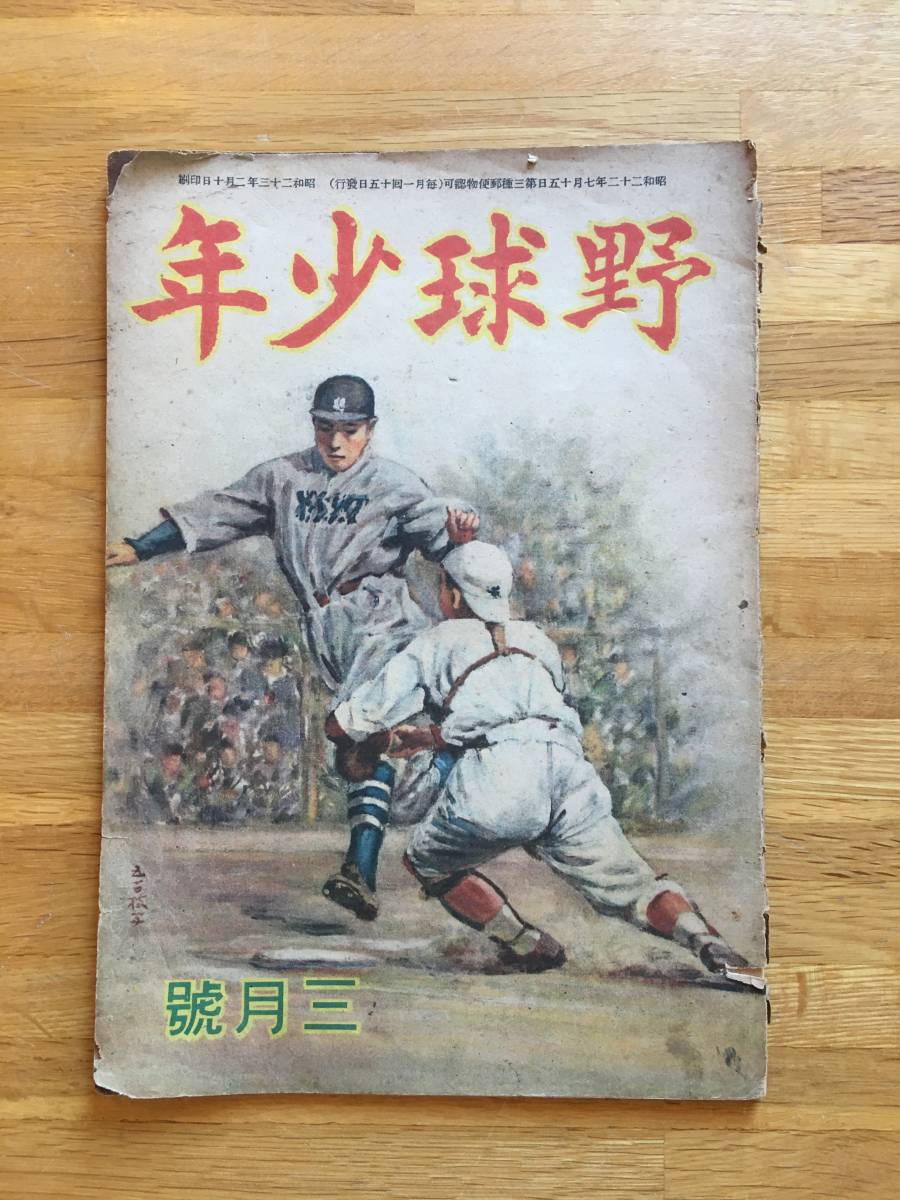 昭和二十二年七月十五日第三種郵便物認可(毎月一回十五日發行) 昭和二十三年二月十日印刷
野球少年
三月號